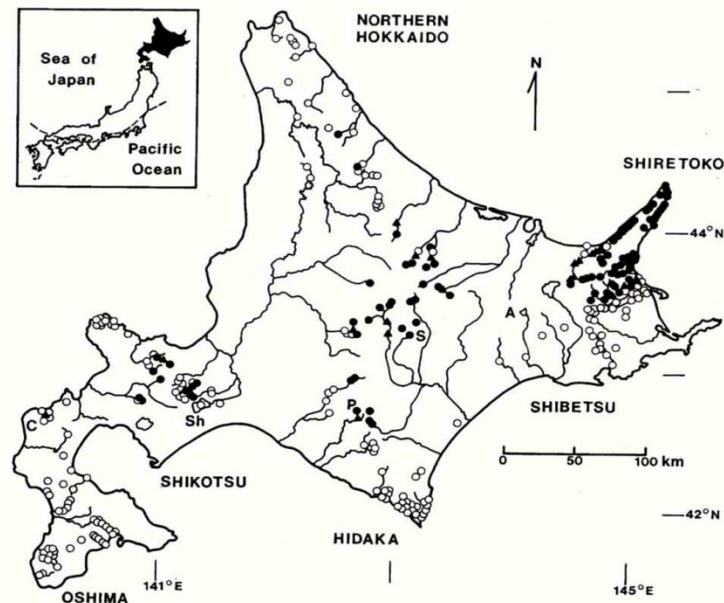 NORTHERN
HOKKAIDO
Sea of
Japan
Pacific
Ocean
N
SHIRETOKO
44°N
A
S
P
C
Sh
SHIBETSU
SHIKOTSU
0 50 100 km
42°N
HIDAKA
141°E
145°E
OSHIMA